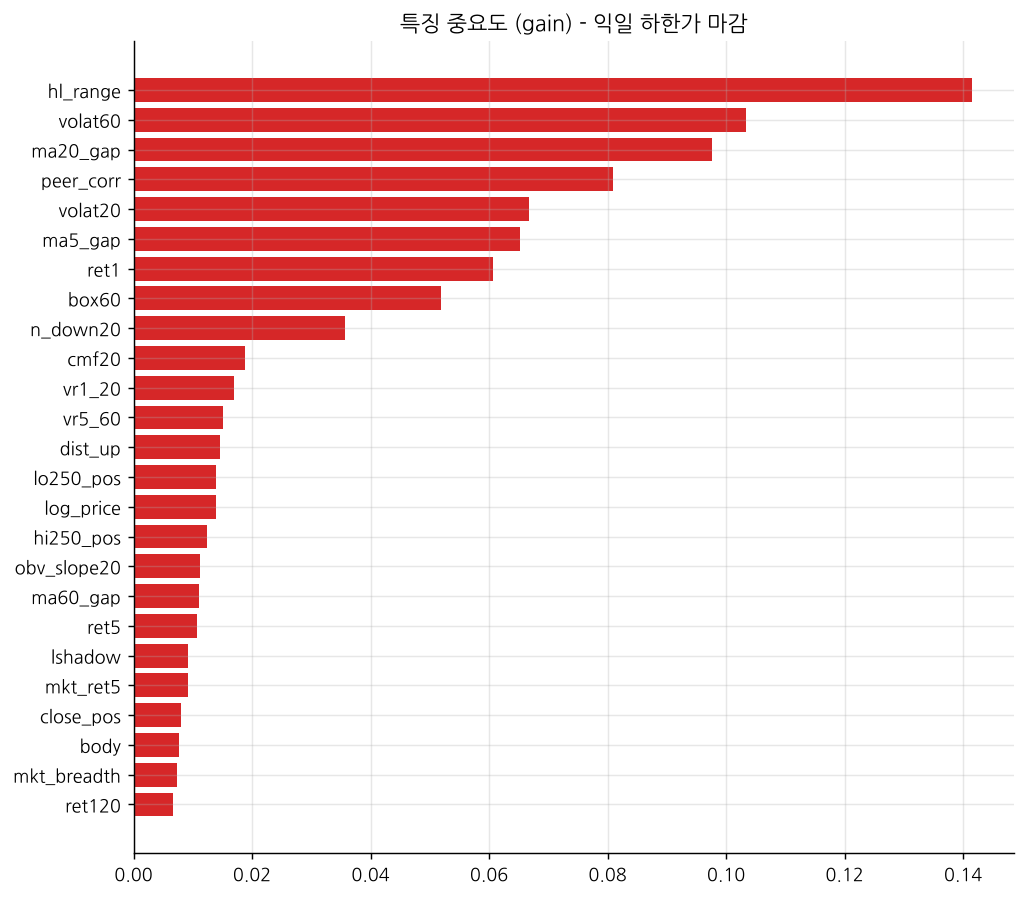 특징 중요도 (gain) - 익일 하한가 마감
hl_range
volat60
ma20_gap
peer_corr
volat20
ma5_gap
ret1
box60
n_down20
cmf20
vr1_20
vr5_60
dist_up
lo250_pos
log_price
hi250_pos
obv_slope20
ma60_gap
ret5
lshadow
mkt_ret5
close_pos
body
mkt_breadth
ret120
0.00 0.02 0.04 0.06 0.08 0.10 0.12 0.14